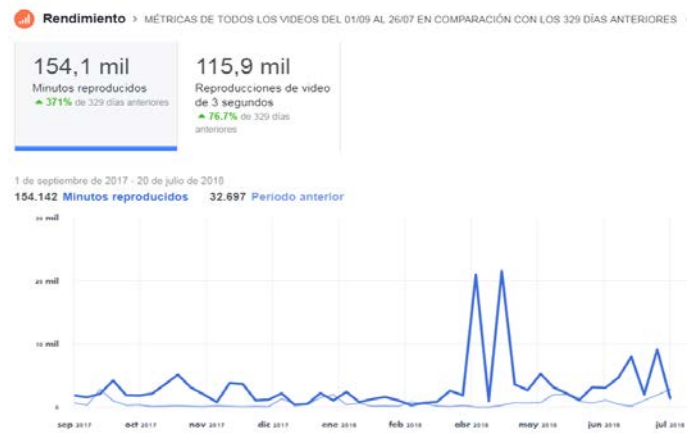 Rendimiento > MÉTRICAS DE TODOS LOS VIDEOS DEL 01/09 AL 26/07 EN COMPARACIÓN CON LOS 329 DÍAS ANTERIORES
154,1 mil
Minutos reproducidos
371% de 329 días anteriores
115,9 mil
Reproducciones de video
de 3 segundos
76.7% de 329 días
anteriores
1 de septiembre de 2017 - 20 de julio de 2018
154.142 Minutos reproducidos 32.697 Periodo anterior
mil
20 mil
10 mil
0
sep 2017 oct 2017 nov 2017 dic 2017 ene 2018 feb 2018 abr 2018 may 2018 jun 2018 jul 2018